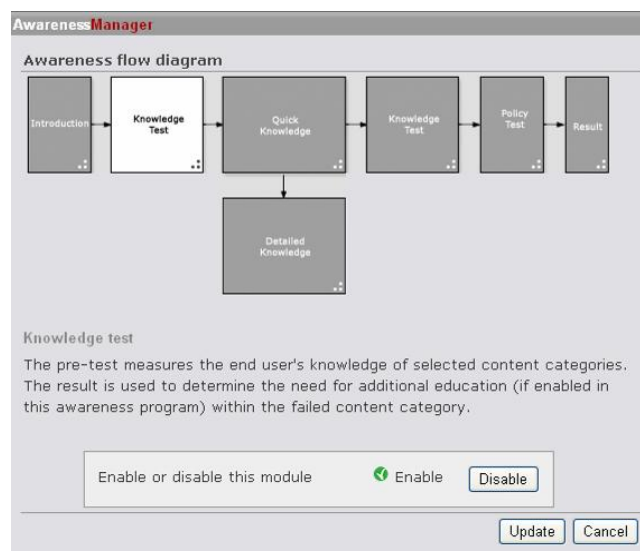 AwarenessManager
Awareness flow diagram
Introduction
Knowledge
Test
Quick
Knowledge
Knowledge
Test
Policy
Test
Result
Detailed
Knowledge
Knowledge test
The pre-test measures the end user's knowledge of selected content categories.
The result is used to determine the need for additional education (if enabled in
this awareness program) within the failed content category.
Enable or disable this module Enable Disable
Update Cancel